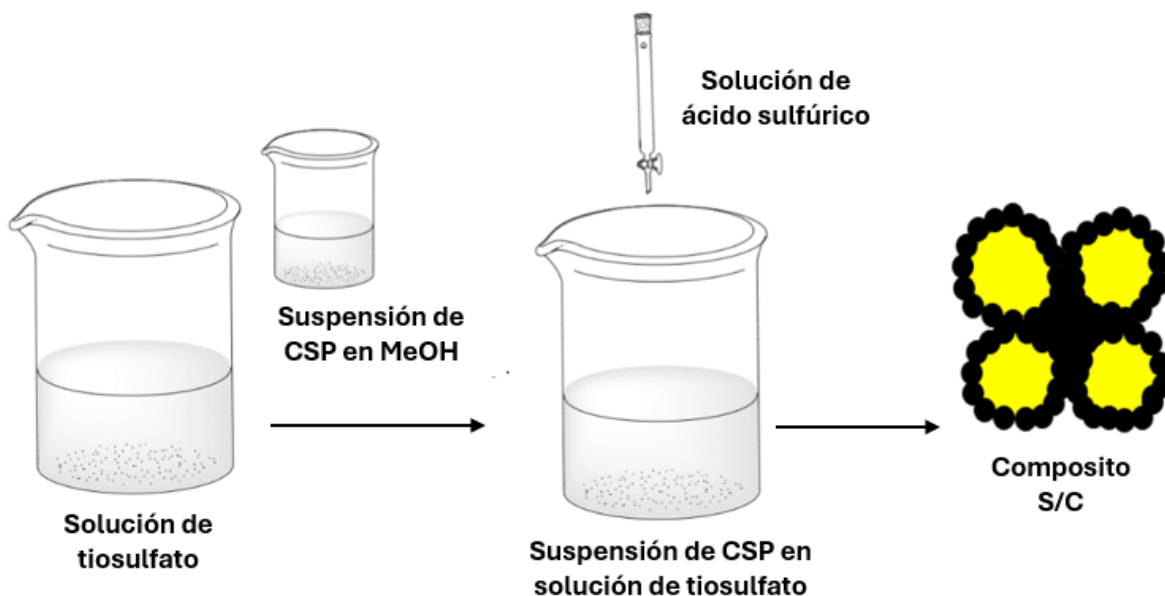 Solución de
ácido sulfúrico
Suspensión de
CSP en MeOH
Composito
S/C
Solución de
tiosulfato
Suspensión de CSP en
solución de tiosulfato